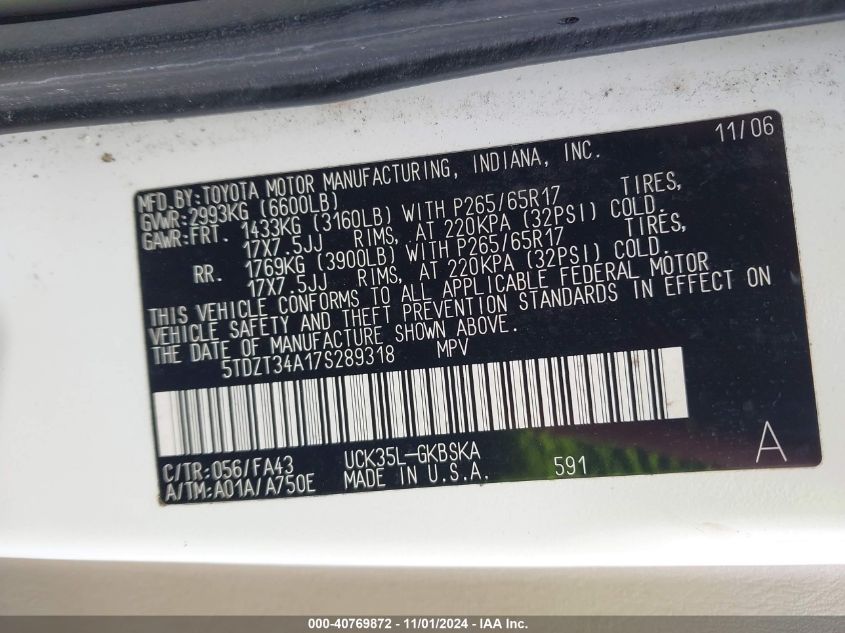 11/06
MFD.BY:TOYOTA MOTOR MANUFACTURING, INDIANA, INC.
GVWR:2993KG (6600LB)
GAWR:FRT. 1433KG (3160LB) WITH P265/65R17 TIRES,
17X7.5JJ RIMS, AT 220KPA (32PSI) COLD.
RR. 1769KG (3900LB) WITH P265/65R17 TIRES,
17X7.5JJ RIMS, AT 220KPA (32PSI) COLD.
THIS VEHICLE CONFORMS TO ALL APPLICABLE FEDERAL MOTOR
VEHICLE SAFETY AND THEFT PREVENTION STANDARDS IN EFFECT ON
THE DATE OF MANUFACTURE SHOWN ABOVE.
5TDZT34A17S289318 MPV
C/TR:056/FA43 UCK35L-GKBSKA
A/TM:A01A/A750E MADE IN U.S.A. 591 A
000-40769872 - 11/01/2024 - IAA Inc.